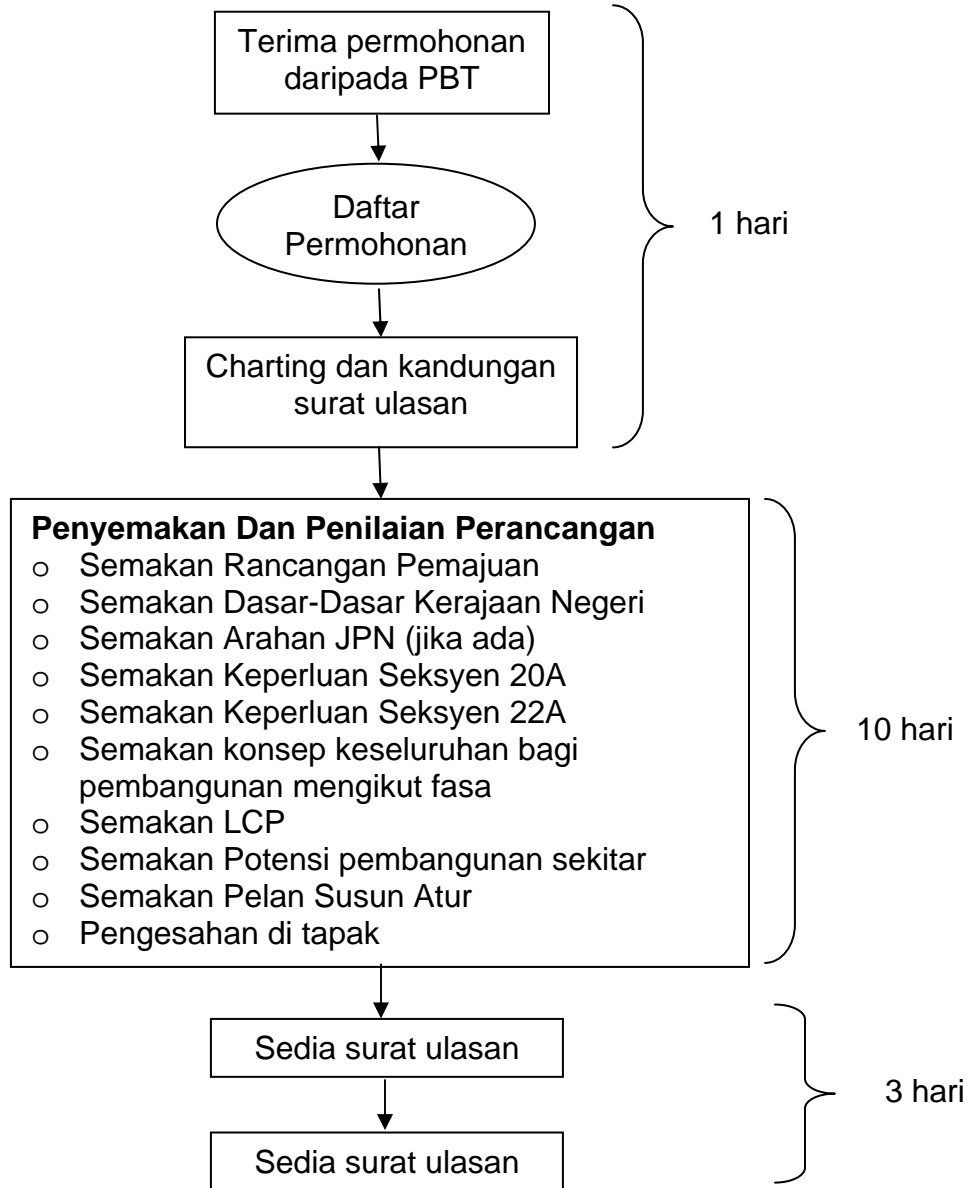 Terima permohonan
daripada PBT
Daftar
Permohonan
1 hari
Charting dan kandungan
surat ulasan
Penyemakan Dan Penilaian Perancangan
o Semakan Rancangan Pemajuan
o Semakan Dasar-Dasar Kerajaan Negeri
o Semakan Arahan JPN (jika ada)
o Semakan Keperluan Seksyen 20A
o Semakan Keperluan Seksyen 22A
o Semakan konsep keseluruhan bagi
pembangunan mengikut fasa
o Semakan LCP
o Semakan Potensi pembangunan sekitar
o Semakan Pelan Susun Atur
o Pengesahan di tapak
10 hari
Sedia surat ulasan
3 hari
Sedia surat ulasan